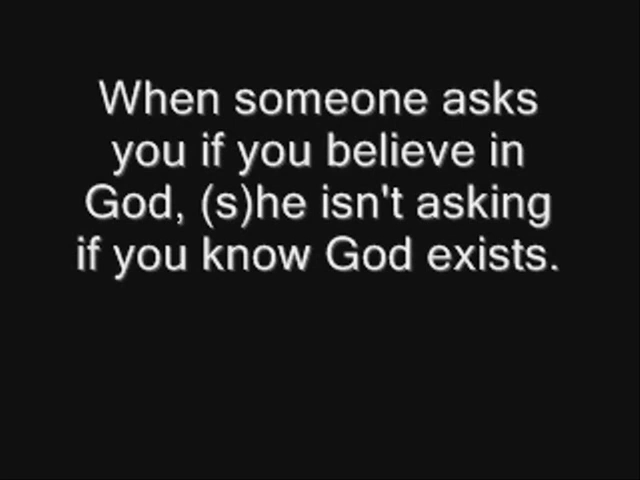 When someone asks
you if you believe in
God, (s)he isn't asking
if you know God exists.